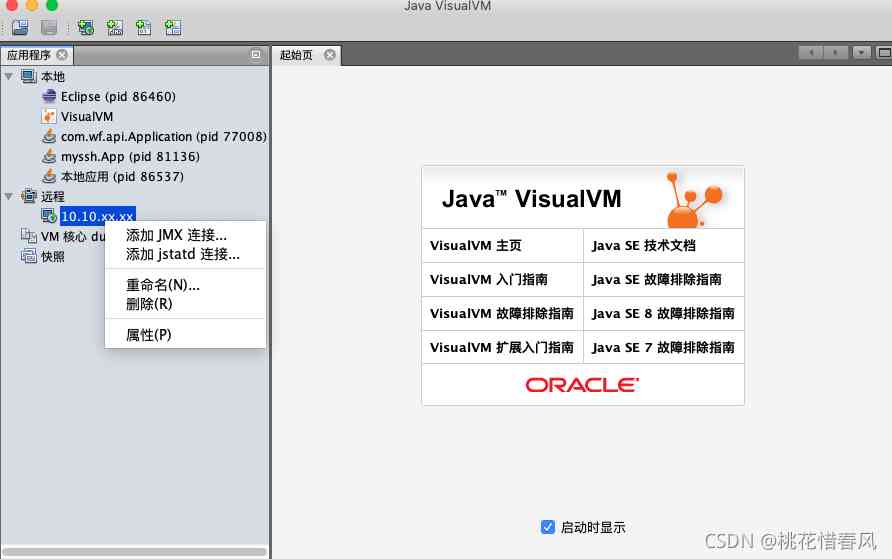 Java VisualVM
应用程序
起始页
本地
Eclipse (pid 86460)
VisualVM
com.wf.api.Application (pid 77008)
myssh.App (pid 81136)
本地应用 (pid 86537)
远程
10.10.xx.xx
VM 核心 du
快照
添加 JMX 连接...
添加 jstatd 连接...
重命名(N)...
删除(R)
属性(P)
Java™ VisualVM
VisualVM 主页
Java SE 技术文档
VisualVM 入门指南
Java SE 故障排除指南
VisualVM 故障排除指南
Java SE 8 故障排除指南
VisualVM 扩展入门指南
Java SE 7 故障排除指南
ORACLE
启动时显示
CSDN @桃花惜春风